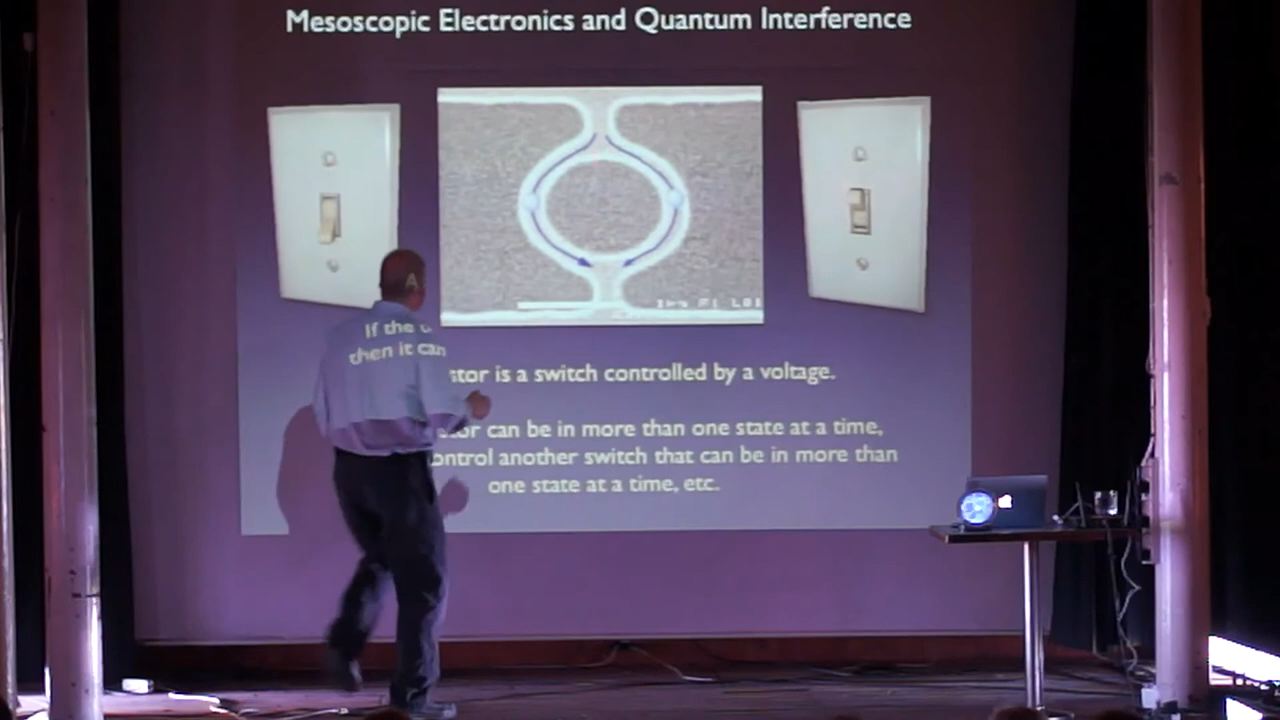 Mesoscopic Electronics and Quantum Interference
A
stor is a switch controlled by a voltage.
If the
then it can
can be in more than one state at a time,
ontrol another switch that can be in more than
one state at a time, etc.